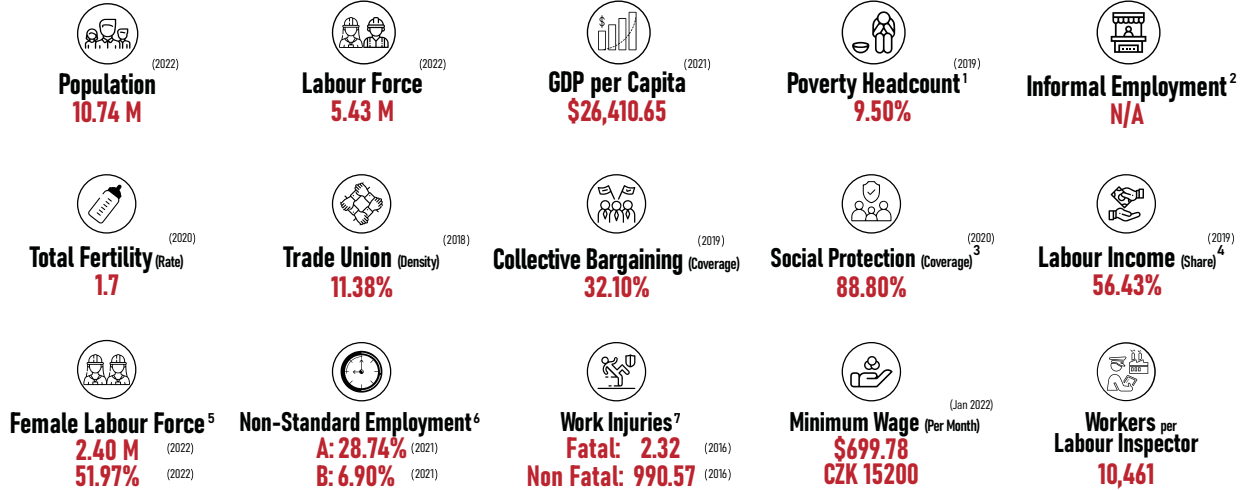 (2022)
Population
10.74 M
(2022)
Labour Force
5.43 M
$
(2021)
GDP per Capita
$26,410.65
(2019)
Poverty Headcount 1
9.50%
Informal Employment 2
N/A
(2020)
Total Fertility (Rate)
1.7
(2018)
Trade Union (Density)
11.38%
(2019)
Collective Bargaining (Coverage)
32.10%
(2020)
Social Protection (Coverage) 3
88.80%
(2019)
Labour Income (Share) 4
56.43%
Female Labour Force 5
2.40 M (2022)
51.97% (2022)
Non-Standard Employment 6
A: 28.74% (2021)
B: 6.90% (2021)
Work Injuries 7
Fatal: 2.32 (2016)
Non Fatal: 990.57 (2016)
(Jan 2022)
Minimum Wage (Per Month)
$699.78
CZK 15200
Workers per
Labour Inspector
10,461